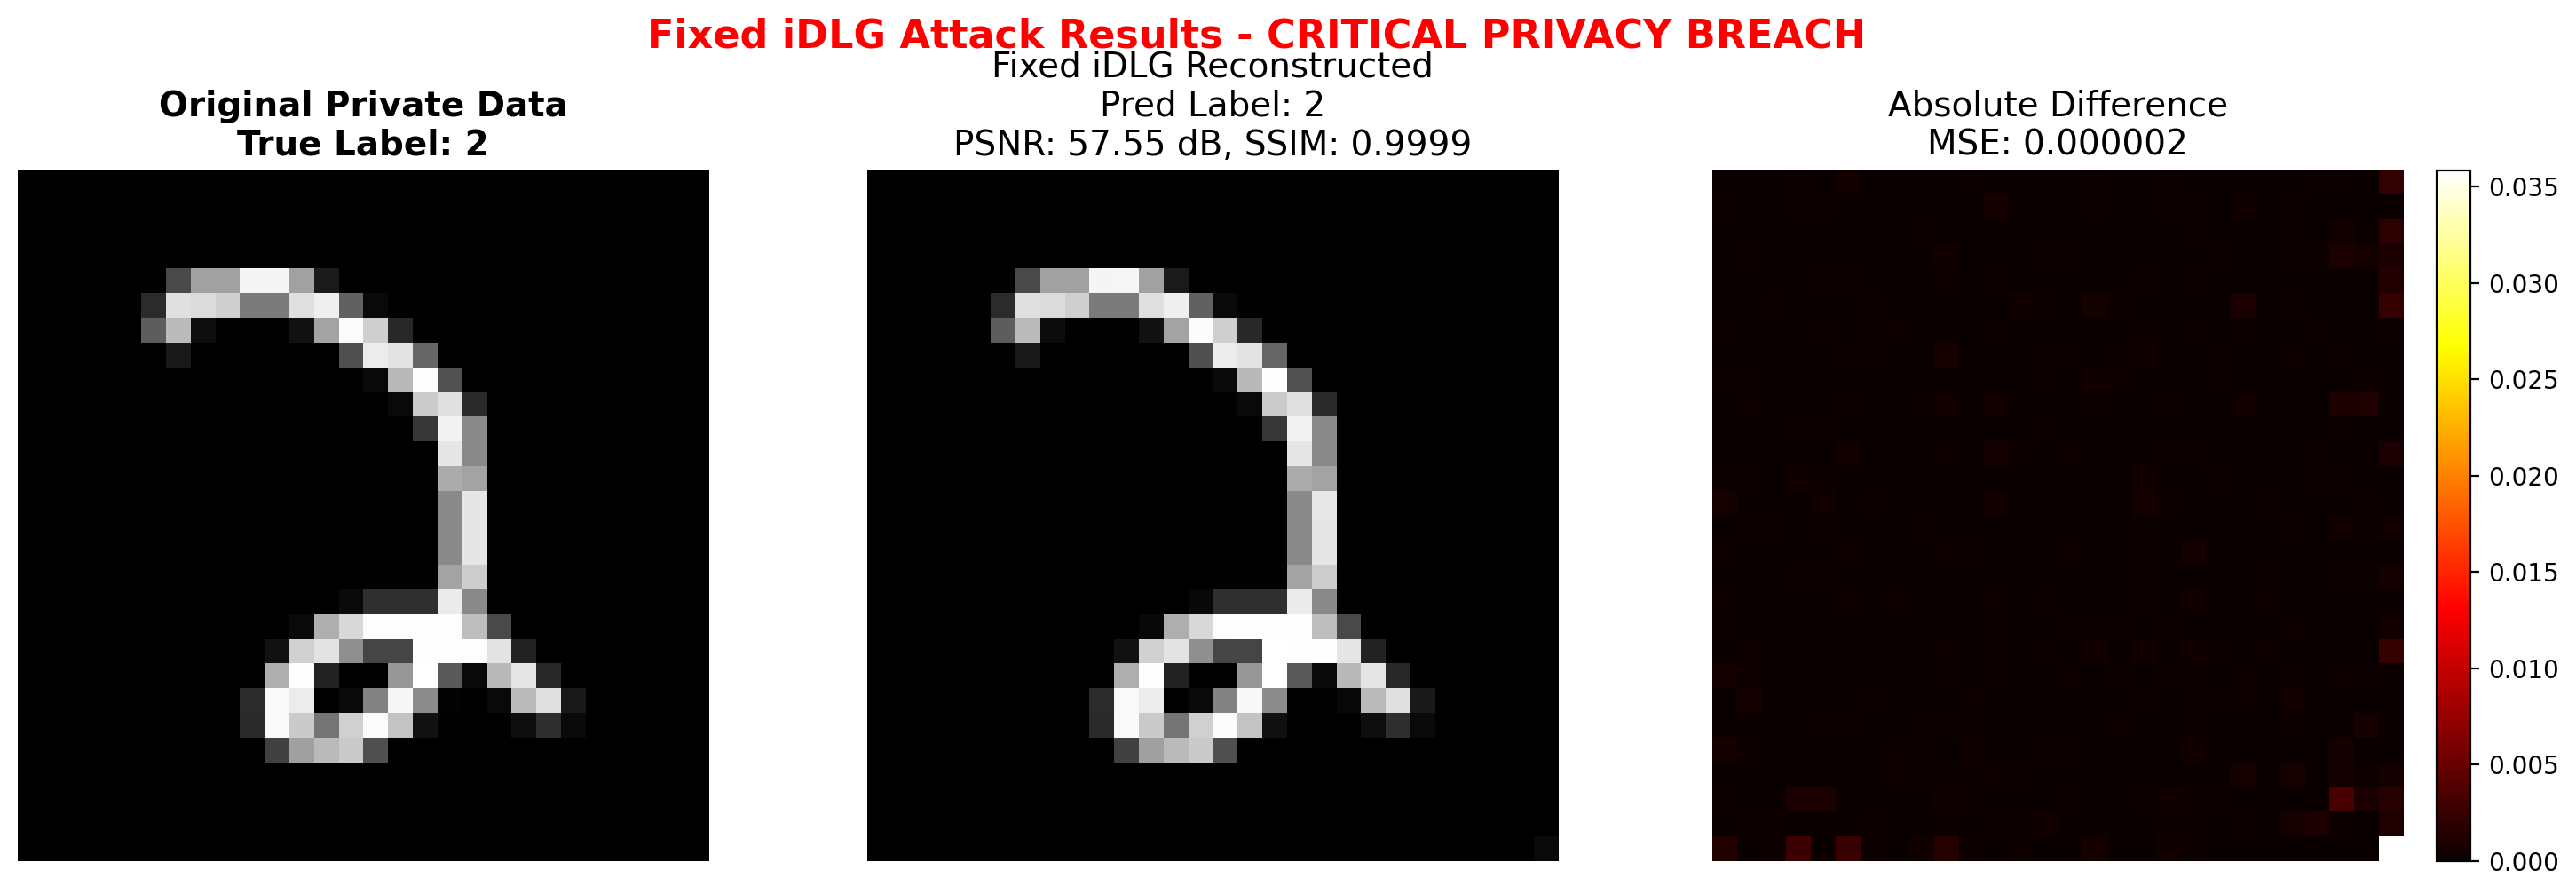 Fixed iDLG Attack Results - CRITICAL PRIVACY BREACH
Original Private Data
True Label: 2
Fixed iDLG Reconstructed
Pred Label: 2
PSNR: 57.55 dB, SSIM: 0.9999
Absolute Difference
MSE: 0.000002
0.035
0.030
0.025
0.020
0.015
0.010
0.005
0.000